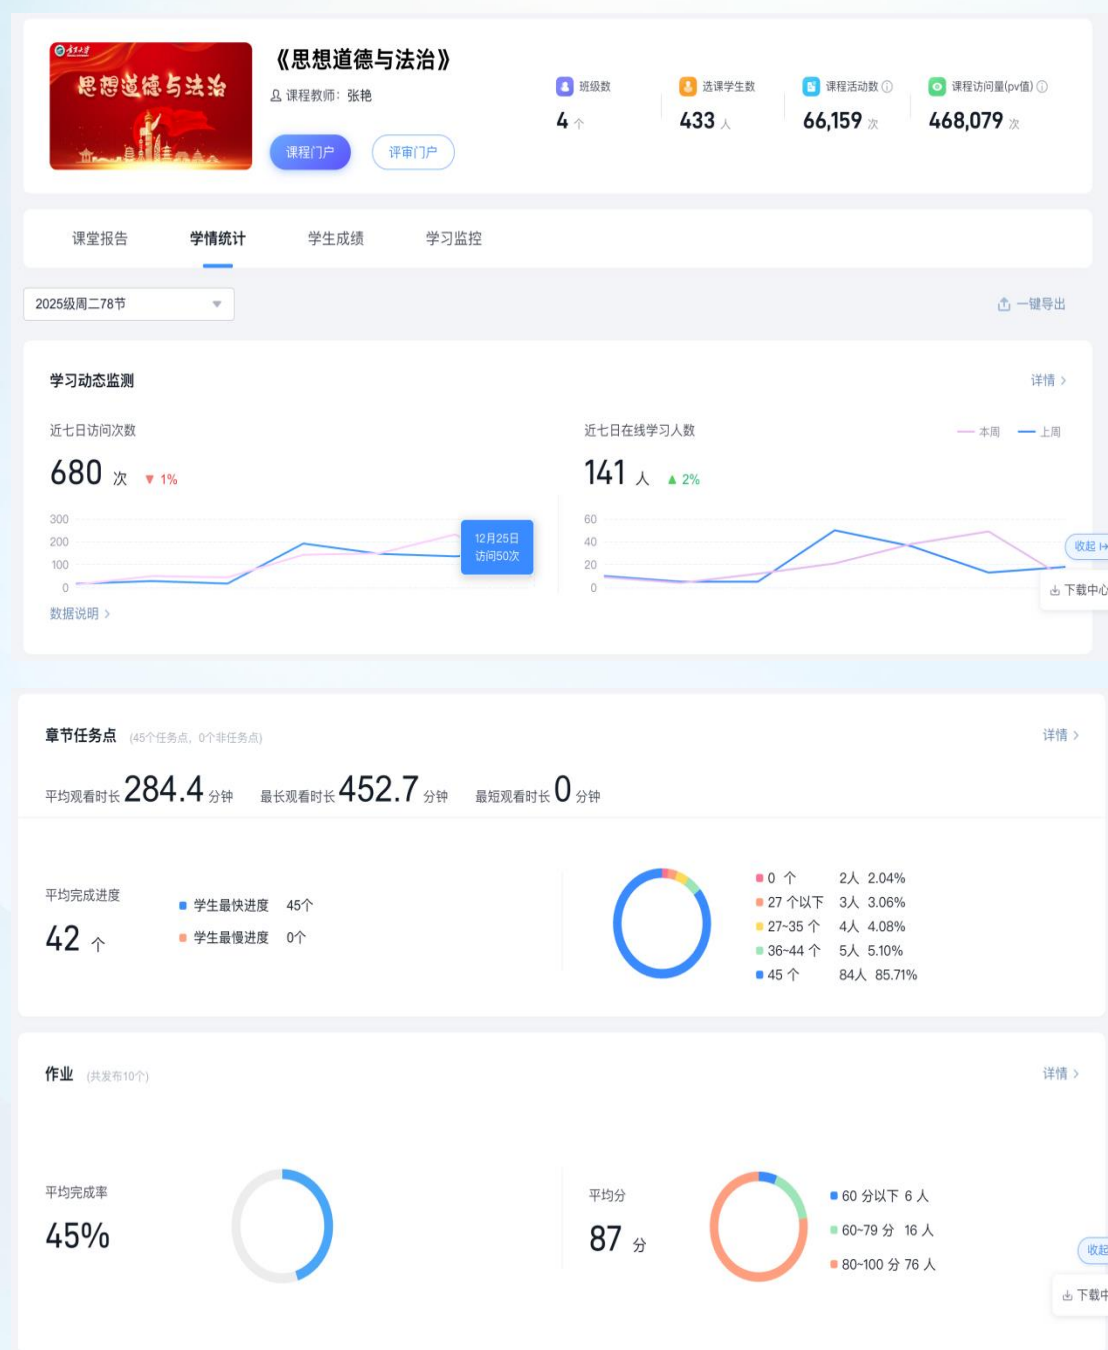 《思想道德与法治》
思想道德与法治
课程教师：张艳
课程门户 评审门户
班级数 选课学生数 课程活动数 课程访问量(pv值)
4 个 433 人 66,159 次 468,079 次
课堂报告 学情统计 学生成绩 学习监控
2025级周二78节 一键导出
学习动态监测 详情 >
近七日访问次数
680 次 ▼ 1%
300
200
100
0
12月25日
访问50次
数据说明 >
近七日在线学习人数 本周 上周
141 人 ▲ 2%
60
40
20
0
收起
下载中心
章节任务点 (45个任务点，0个非任务点) 详情 >
平均观看时长 284.4 分钟 最长观看时长 452.7 分钟 最短观看时长 0 分钟
平均完成进度
42 个
学生最快进度 45个
学生最慢进度 0个
0 个 2人 2.04%
27 个以下 3人 3.06%
27~35 个 4人 4.08%
36~44 个 5人 5.10%
45 个 84人 85.71%
作业 (共发布10个) 详情 >
平均完成率
45%
平均分
87 分
60 分以下 6 人
60~79 分 16 人
80~100 分 76 人
收起
下载中